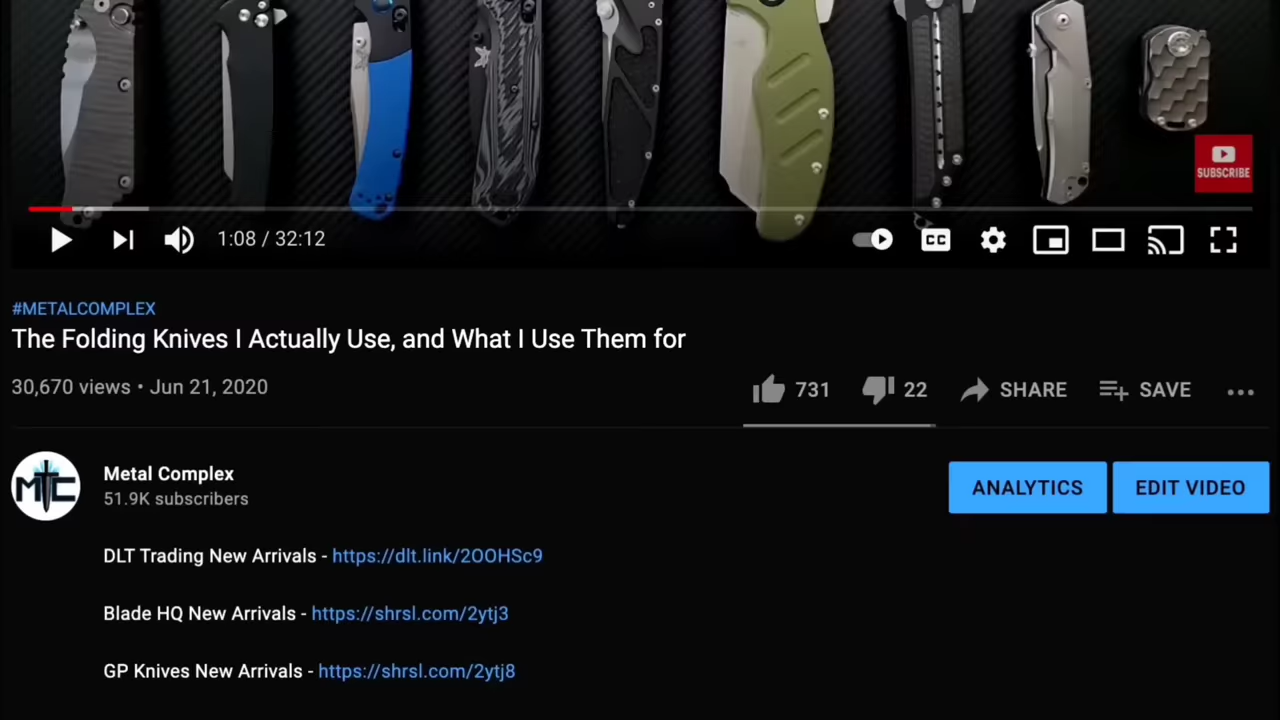 SUBSCRIBE
1:08 / 32:12
CC
#METALCOMPLEX
The Folding Knives I Actually Use, and What I Use Them for
30,670 views • Jun 21, 2020
731 22 SHARE SAVE
MTC
Metal Complex
51.9K subscribers
ANALYTICS EDIT VIDEO
DLT Trading New Arrivals - https://dlt.link/2OOHSc9
Blade HQ New Arrivals - https://shrsl.com/2ytj3
GP Knives New Arrivals - https://shrsl.com/2ytj8